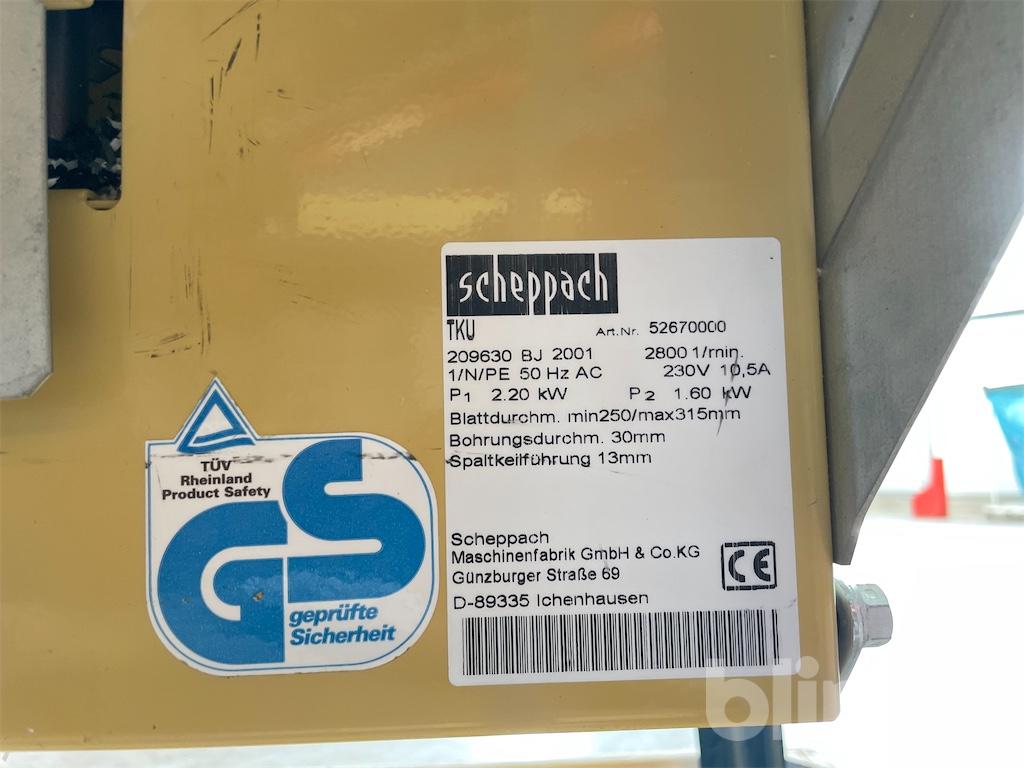 scheppach
TKU Art.Nr. 52670000
209630 BJ 2001 2800 1/min.
1/N/PE 50 Hz AC 230V 10,5A
P1 2.20 kW P2 1.60 kW
Blattdurchm. min250/max315mm
Bohrungsdurchm. 30mm
Spaltkeilführung 13mm
Scheppach
Maschinenfabrik GmbH & Co.KG
Günzburger Straße 69
D-89335 Ichenhausen
CE
TÜV
Rheinland
Product Safety
GS
geprüfte
Sicherheit